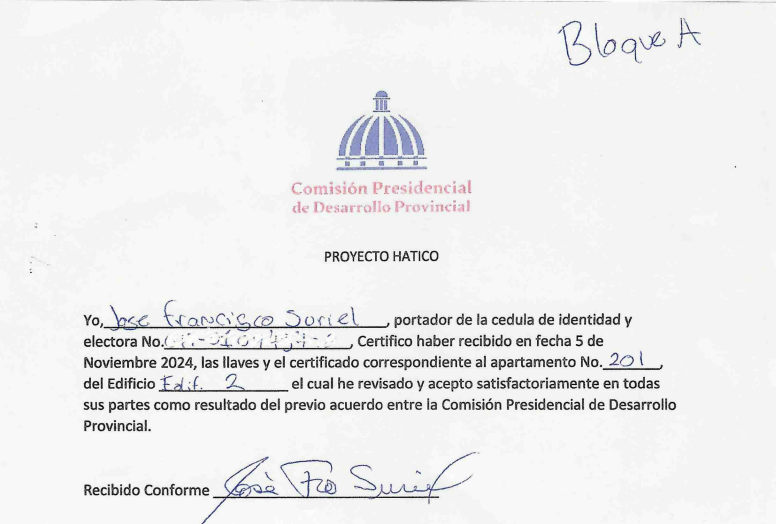 Bloque A
Comisión Presidencial
de Desarrollo Provincial
PROYECTO HATICO
Yo, Jose Francisco Suriel, portador de la cedula de identidad y
electora No. , Certifico haber recibido en fecha 5 de
Noviembre 2024, las llaves y el certificado correspondiente al apartamento No. 201,
del Edificio Edif. 2 el cual he revisado y acepto satisfactoriamente en todas
sus partes como resultado del previo acuerdo entre la Comisión Presidencial de Desarrollo
Provincial.
Recibido Conforme José Fco Suriel